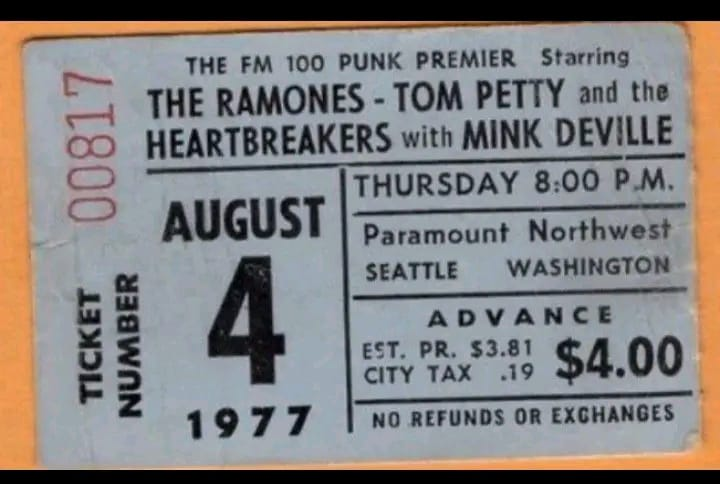 00817
TICKET
NUMBER
THE FM 100 PUNK PREMIER Starring
THE RAMONES - TOM PETTY and the
HEARTBREAKERS with MINK DEVILLE
AUGUST
4
1977
THURSDAY 8:00 P.M.
Paramount Northwest
SEATTLE WASHINGTON
ADVANCE
EST. PR. $3.81
CITY TAX .19
$4.00
NO REFUNDS OR EXCHANGES